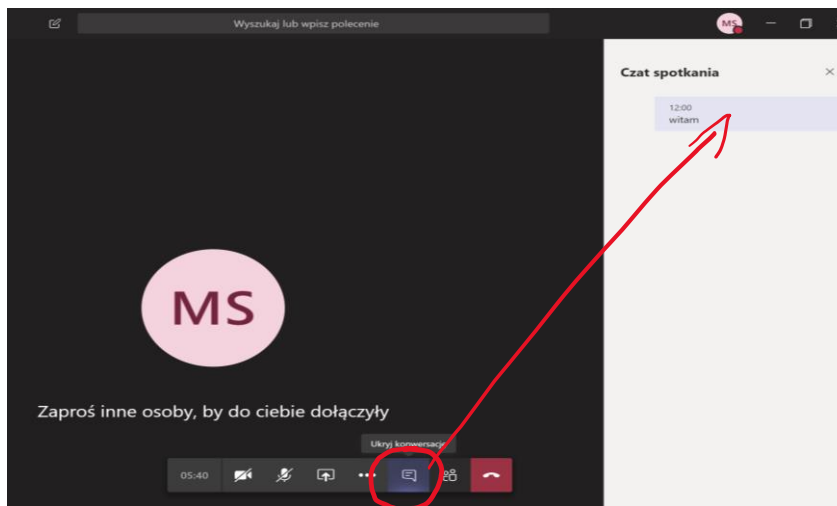 Wyszukaj lub wpisz polecenie
MS
Czat spotkania
12:00
witam
MS
Zaproś inne osoby, by do ciebie dołączyły
Ukryj konwersację
05:40